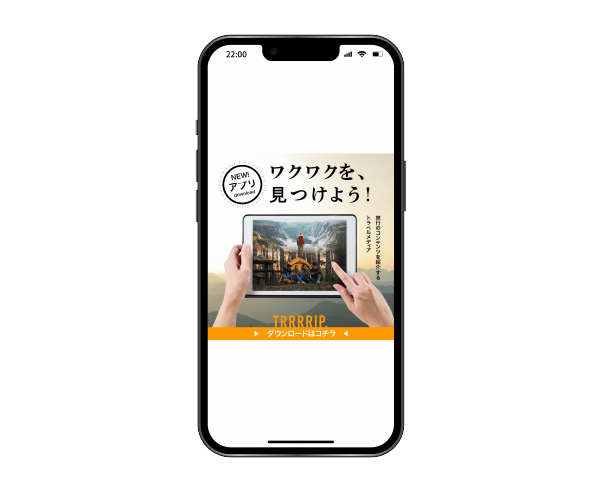 22:00
NEW!
アプリ
download
ワクワクを、
見つけよう!
旅行のコンテンツを紹介する
トラベルメディア
TRRRRIP.
ダウンロードはコチラ